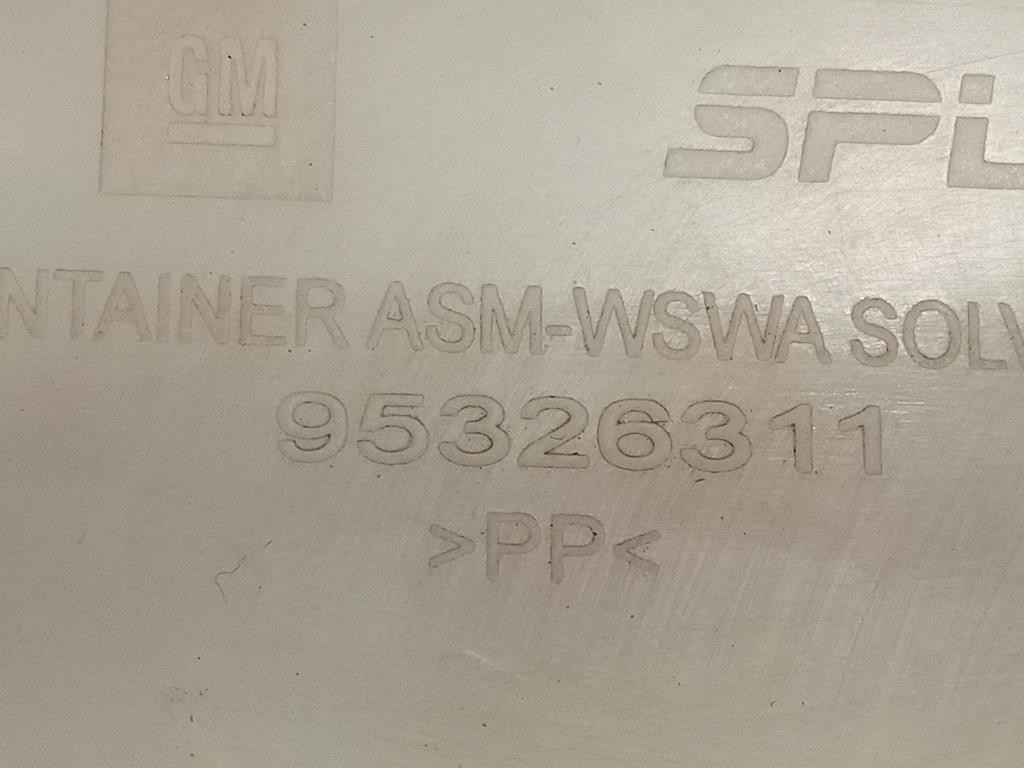 GM
SPL
NTAINER ASM-WSWA SOLV
95326311
>PP<